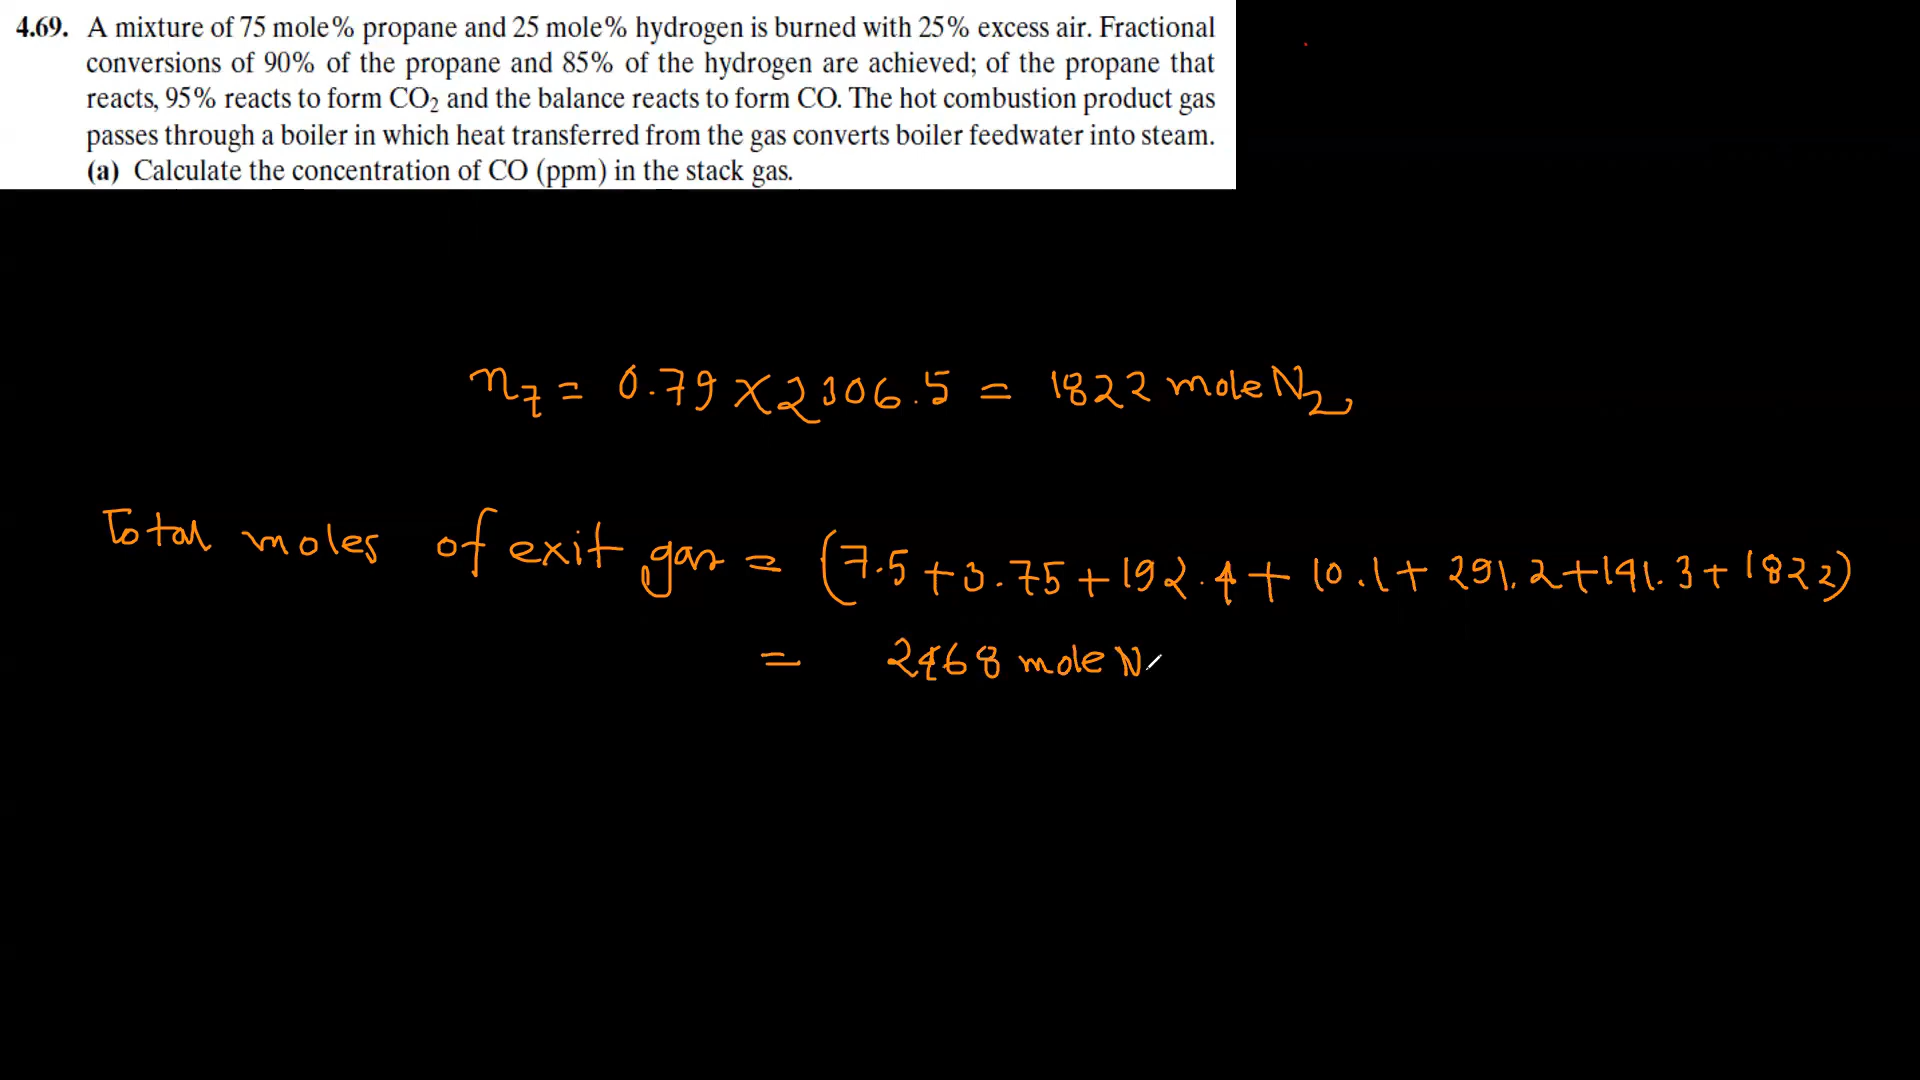 4.69. A mixture of 75 mole% propane and 25 mole% hydrogen is burned with 25% excess air. Fractional
conversions of 90% of the propane and 85% of the hydrogen are achieved; of the propane that
reacts, 95% reacts to form CO₂ and the balance reacts to form CO. The hot combustion product gas
passes through a boiler in which heat transferred from the gas converts boiler feedwater into steam.
(a) Calculate the concentration of CO (ppm) in the stack gas.
n₇ = 0.79 × 2306.5 = 1822 mole N₂
Total moles of exit gas = (7.5 + 3.75 + 192.4 + 10.1 + 291.2 + 141.3 + 1822)
= 2468 mole N